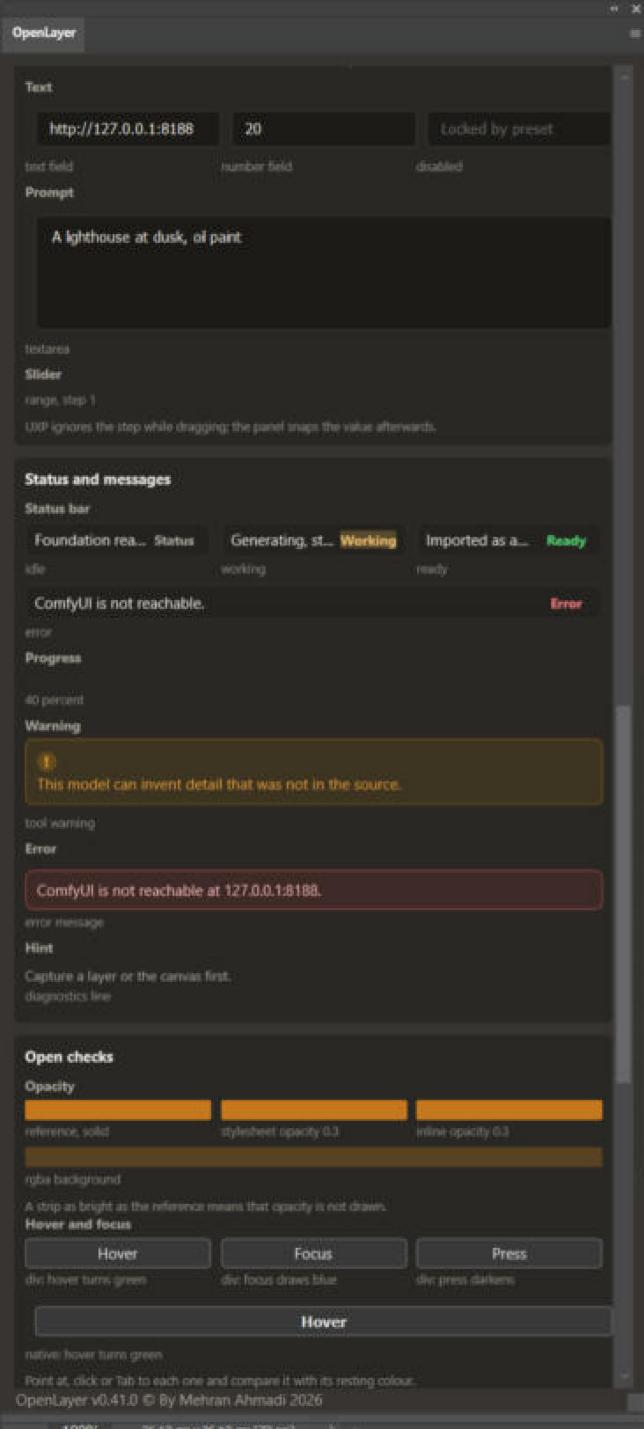 OpenLayer
Text
http://127.0.0.1:8188
20
Locked by preset
text field
number field
disabled
Prompt
A lighthouse at dusk, oil paint
textarea
Slider
range, step 1
UXP ignores the step while dragging; the panel snaps the value afterwards.
Status and messages
Status bar
Foundation rea... Status
Generating, st... Working
Imported as a... Ready
idle
working
ready
ComfyUI is not reachable. Error
error
Progress
40 percent
Warning
!
This model can invent detail that was not in the source.
tool warning
Error
ComfyUI is not reachable at 127.0.0.1:8188.
error message
Hint
Capture a layer or the canvas first.
diagnostics line
Open checks
Opacity
reference, solid
stylesheet opacity 0.3
inline opacity 0.3
rgba background
A strip as bright as the reference means that opacity is not drawn.
Hover and focus
Hover
Focus
Press
div: hover turns green
div: focus draws blue
div: press darkens
Hover
native: hover turns green
Point at, click or Tab to each one and compare it with its resting colour.
OpenLayer v0.41.0 © By Mehran Ahmadi 2026